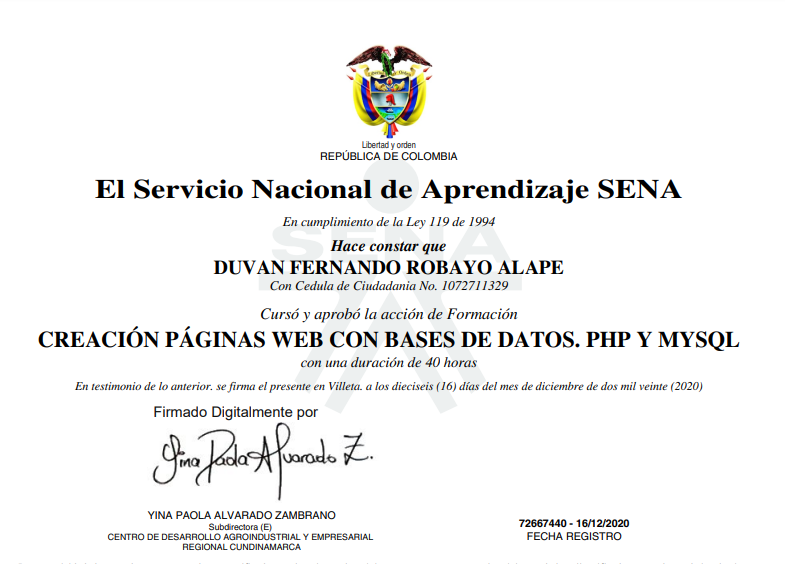 Libertad y orden
REPÚBLICA DE COLOMBIA
El Servicio Nacional de Aprendizaje SENA
En cumplimiento de la Ley 119 de 1994
SENA
Hace constar que
DUVAN FERNANDO ROBAYO ALAPE
Con Cedula de Ciudadania No. 1072711329
Cursó y aprobó la acción de Formación
CREACIÓN PÁGINAS WEB CON BASES DE DATOS. PHP Y MYSQL
con una duración de 40 horas
En testimonio de lo anterior. se firma el presente en Villeta. a los dieciseis (16) días del mes de diciembre de dos mil veinte (2020)
Firmado Digitalmente por
Yina Paola Alvarado Z.
YINA PAOLA ALVARADO ZAMBRANO
Subdirectora (E)
CENTRO DE DESARROLLO AGROINDUSTRIAL Y EMPRESARIAL
REGIONAL CUNDINAMARCA
72667440 - 16/12/2020
FECHA REGISTRO